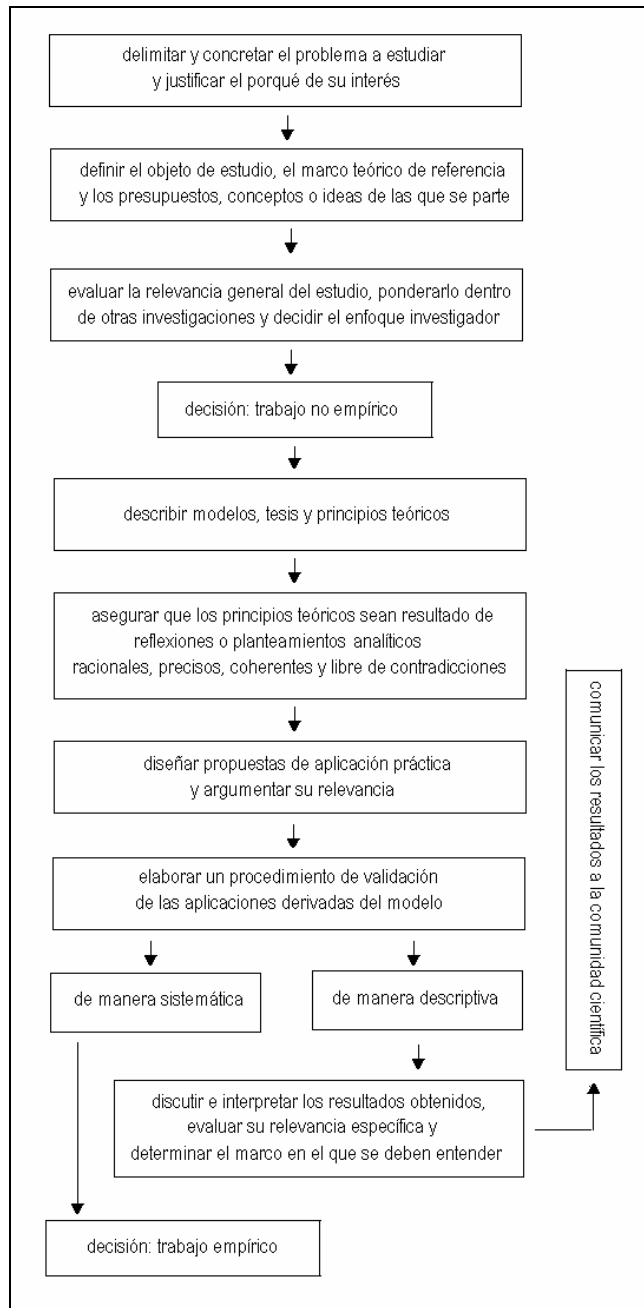 delimitar y concretar el problema a estudiar
y justificar el porqué de su interés
definir el objeto de estudio, el marco teórico de referencia
y los presupuestos, conceptos o ideas de las que se parte
evaluar la relevancia general del estudio, ponderarlo dentro
de otras investigaciones y decidir el enfoque investigador
decisión: trabajo no empírico
describir modelos, tesis y principios teóricos
asegurar que los principios teóricos sean resultado de
reflexiones o planteamientos analíticos
racionales, precisos, coherentes y libre de contradicciones
diseñar propuestas de aplicación práctica
y argumentar su relevancia
elaborar un procedimiento de validación
de las aplicaciones derivadas del modelo
de manera sistemática
de manera descriptiva
discutir e interpretar los resultados obtenidos,
evaluar su relevancia específica y
determinar el marco en el que se deben entender
comunicar los resultados a la comunidad científica
decisión: trabajo empírico